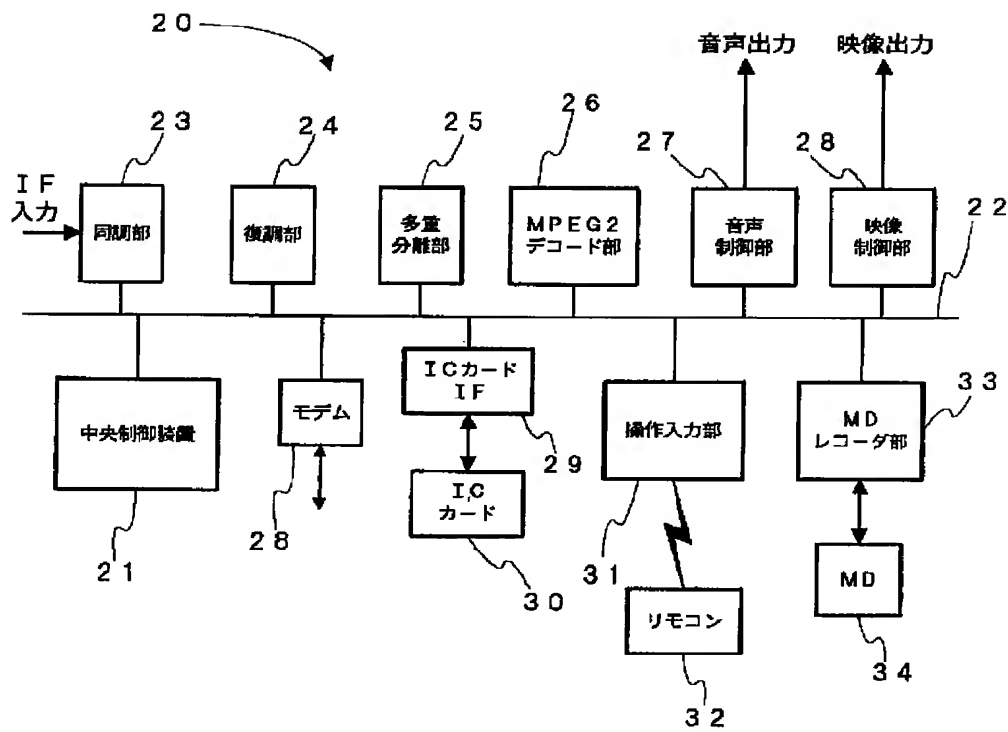 ２０
音声出力
映像出力
２３
２４
２５
２６
２７
２８
ＩＦ
入力
同調部
復調部
多重
分離部
ＭＰＥＧ２
デコード部
音声
制御部
映像
制御部
２２
中央制御装置
モデム
ＩＣカード
ＩＦ
操作入力部
ＭＤ
レコーダ部
３３
２９
ＩＣ
カード
２１
２８
３０
３１
リモコン
３２
ＭＤ
３４